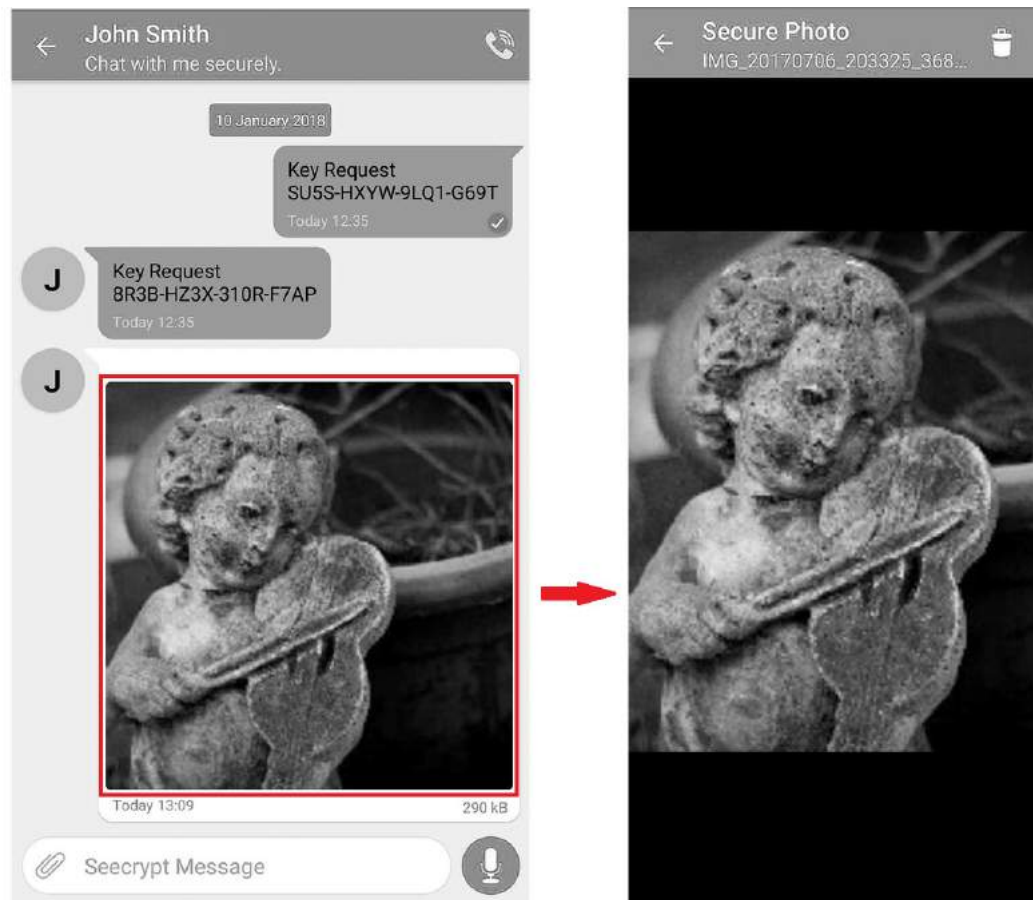 John Smith
Chat with me securely.
10 January 2018
Key Request
SU5S-HXYW-9LQ1-G69T
Today 12:35
J
Key Request
8R3B-HZ3X-310R-F7AP
Today 12:35
J
Today 13:09
290 kB
Seecrypt Message
Secure Photo
IMG_20170706_203325_368...